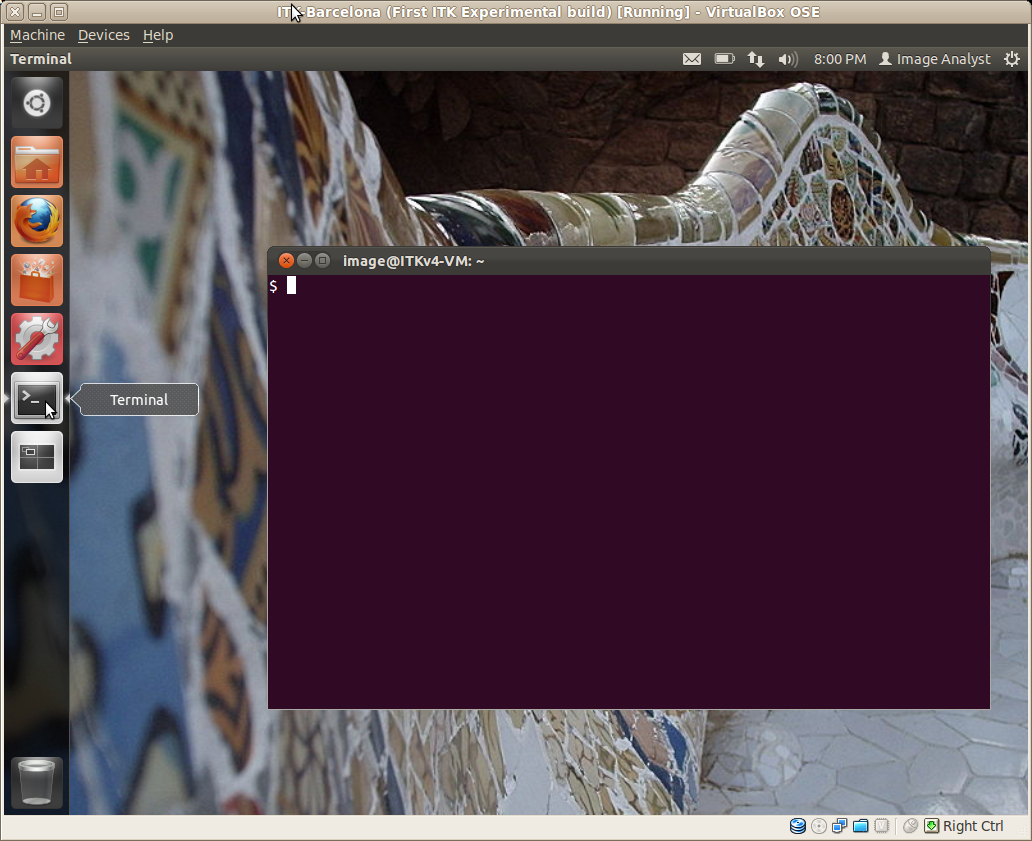 ITK-Barcelona (First ITK Experimental build) [Running] - VirtualBox OSE
Machine Devices Help
Terminal 8:00 PM Image Analyst
image@ITKv4-VM: ~
$
>_
Terminal
Right Ctrl